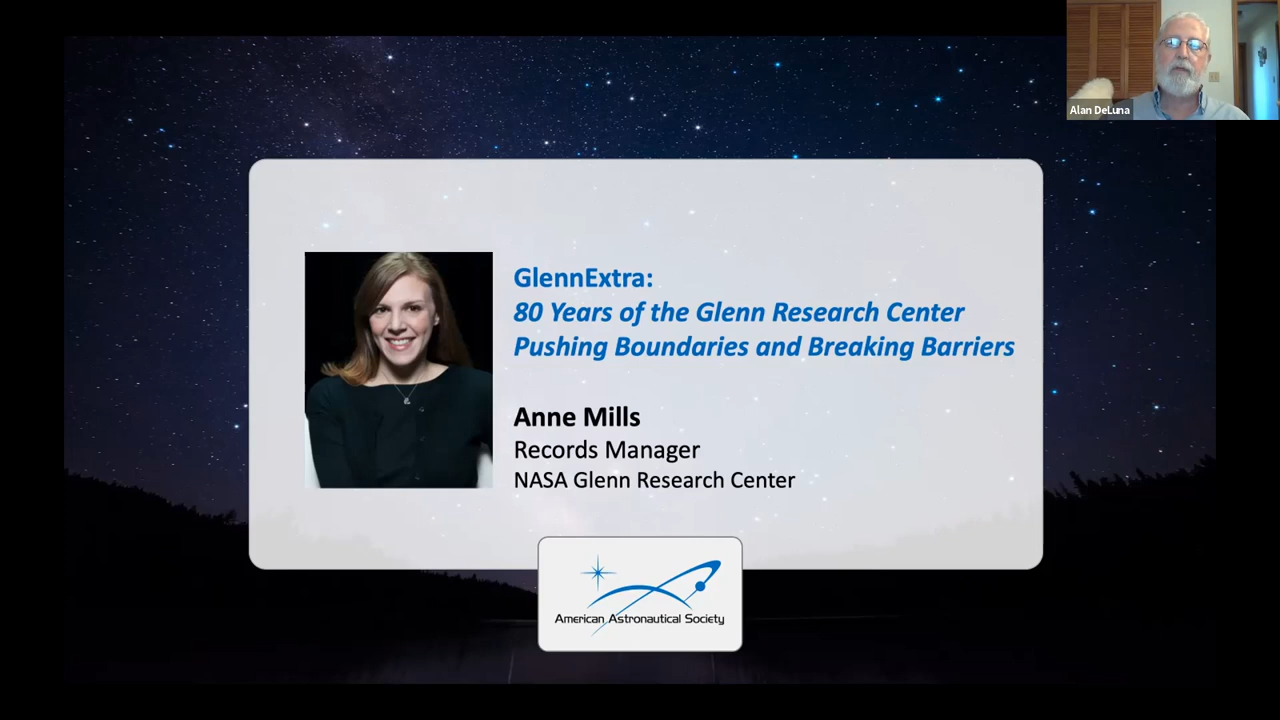 Alan DeLuna
GlennExtra:
80 Years of the Glenn Research Center
Pushing Boundaries and Breaking Barriers
Anne Mills
Records Manager
NASA Glenn Research Center
American Astronautical Society